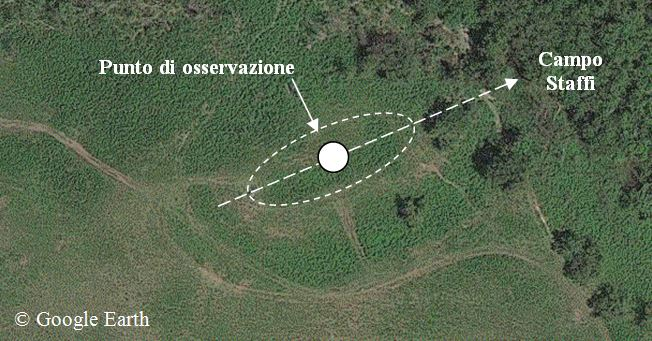 Punto di osservazione
Campo
Staffi
© Google Earth